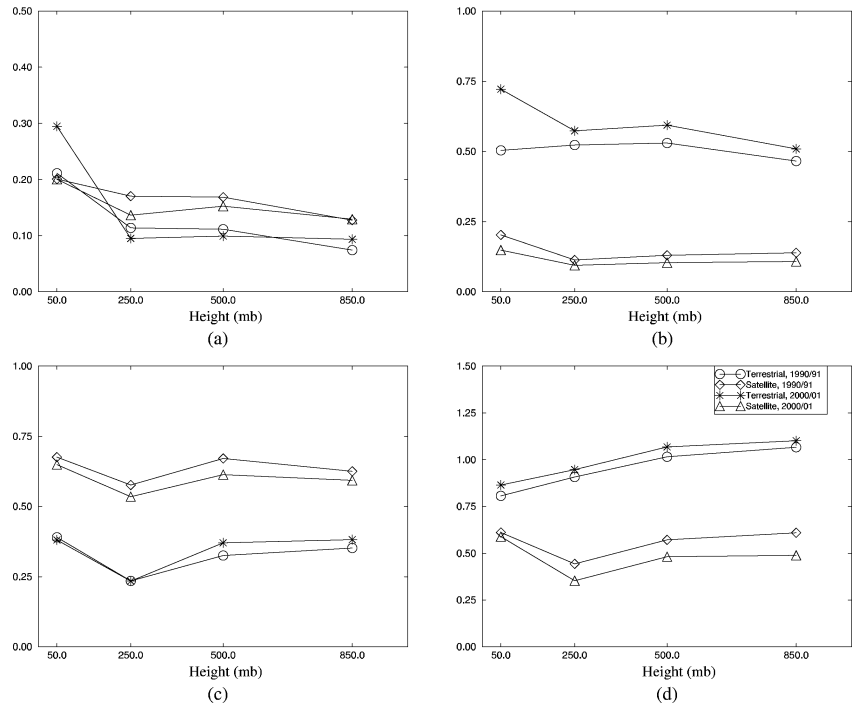 0.50
0.40
0.30
0.20
0.10
0.00
50.0 250.0 500.0 850.0
Height (mb)
(a)
1.00
0.75
0.50
0.25
0.00
50.0 250.0 500.0 850.0
Height (mb)
(b)
1.00
0.75
0.50
0.25
0.00
50.0 250.0 500.0 850.0
Height (mb)
(c)
1.50
1.25
1.00
0.75
0.50
0.25
0.00
Terrestrial, 1990/91
Satellite, 1990/91
Terrestrial, 2000/01
Satellite, 2000/01
50.0 250.0 500.0 850.0
Height (mb)
(d)